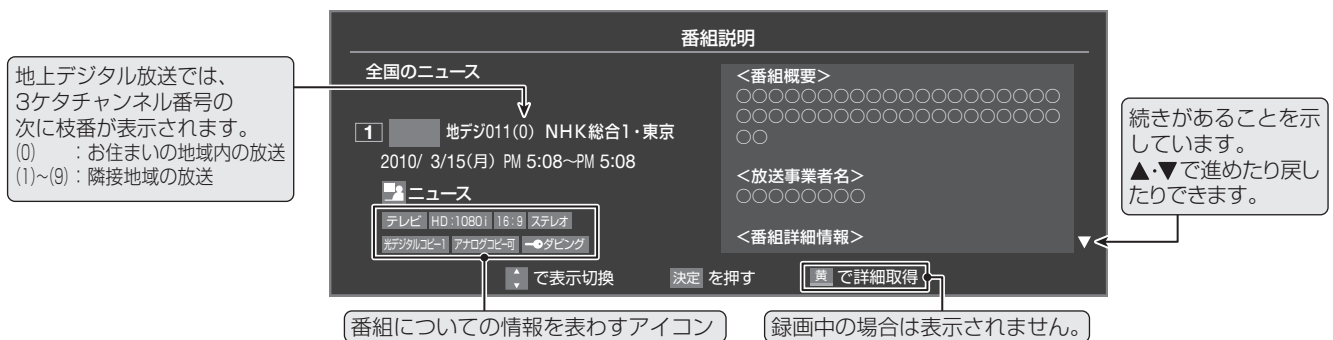 番組説明
地上デジタル放送では、
3ケタチャンネル番号の
次に枝番が表示されます。
(0)　：お住まいの地域内の放送
(1)~(9)：隣接地域の放送
全国のニュース
1 地デジ011(0) NHK総合1・東京
2010/ 3/15(月) PM 5:08~PM 5:08
ニュース
テレビ HD:1080i 16:9 ステレオ
光デジタルコピー1 アナログコピー可 ダビング
<番組概要>
○○○○○○○○○○○○○○○○○○○○
○○○○○○○○○○○○○○○○○○○○
○○
<放送事業者名>
○○○○○○○○
<番組詳細情報>
▼
続きがあることを示
しています。
▲・▼で進めたり戻し
たりできます。
で表示切換 決定 を押す 黄 で詳細取得
番組についての情報を表わすアイコン
録画中の場合は表示されません。